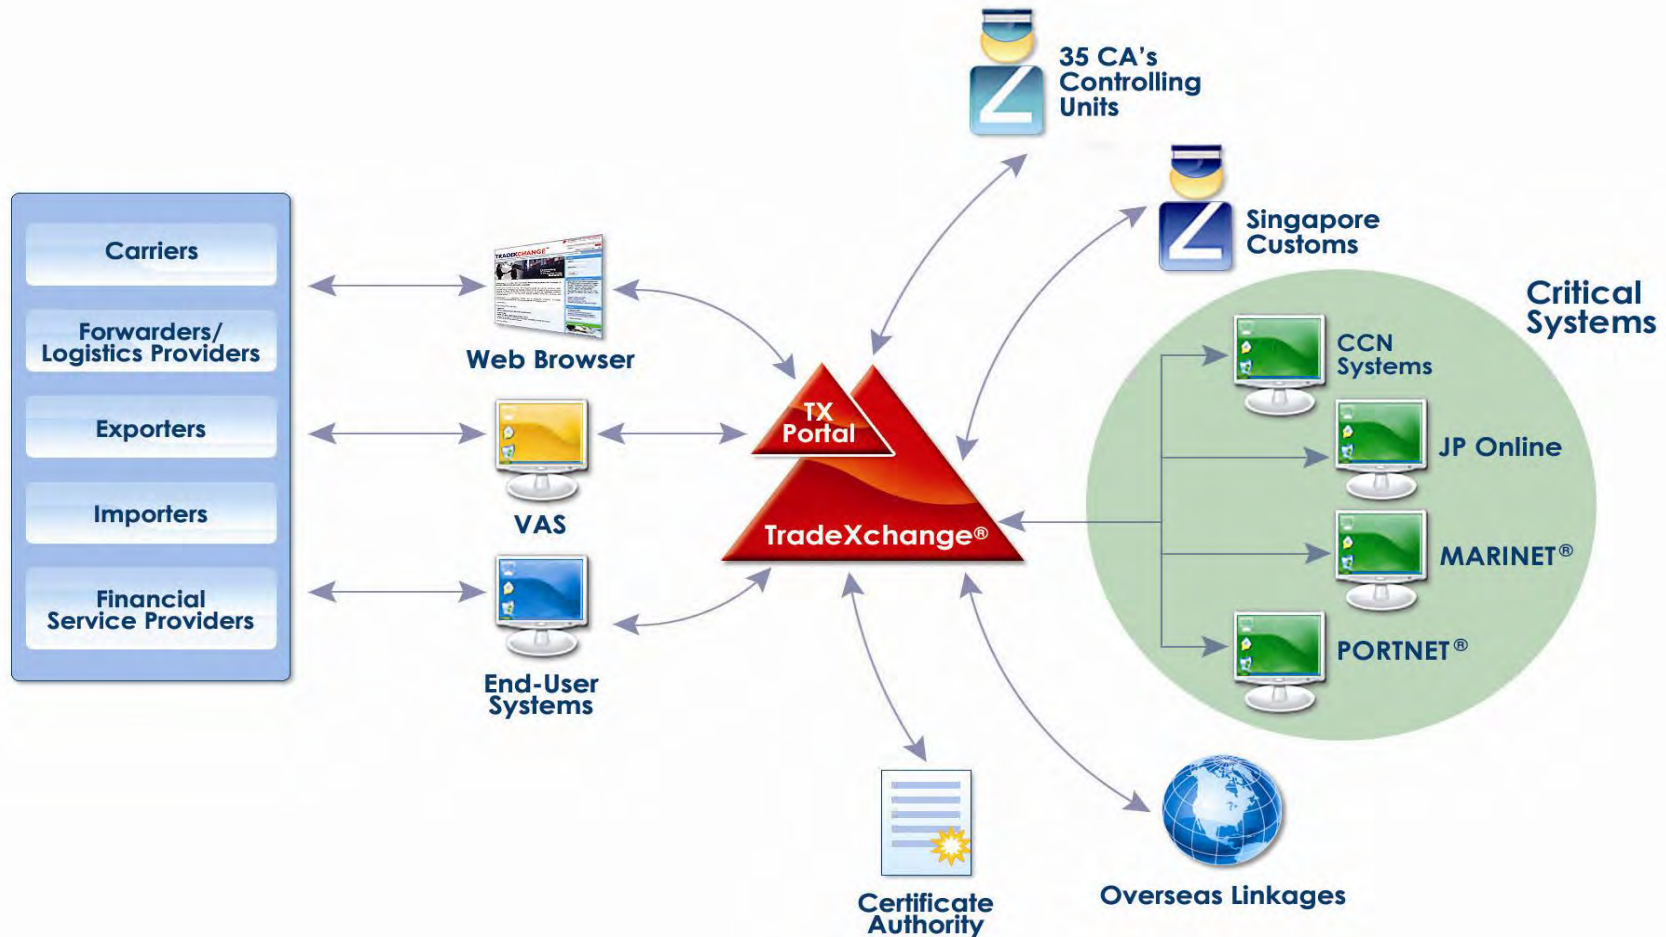 35 CA's
Controlling
Units
Singapore
Customs
Critical
Systems
Carriers
Forwarders/
Logistics Providers
Exporters
Importers
Financial
Service Providers
TRADEXCHANGE
Web Browser
VAS
End-User
Systems
TX
Portal
TradeXchange®
CCN
Systems
JP Online
MARINET®
PORTNET®
Certificate
Authority
Overseas Linkages